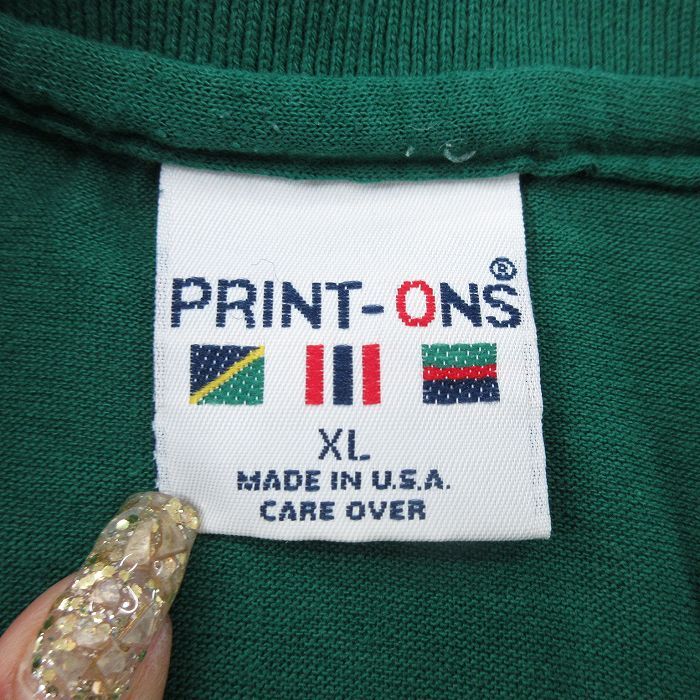 PRINT-ONS®
XL
MADE IN U.S.A.
CARE OVER